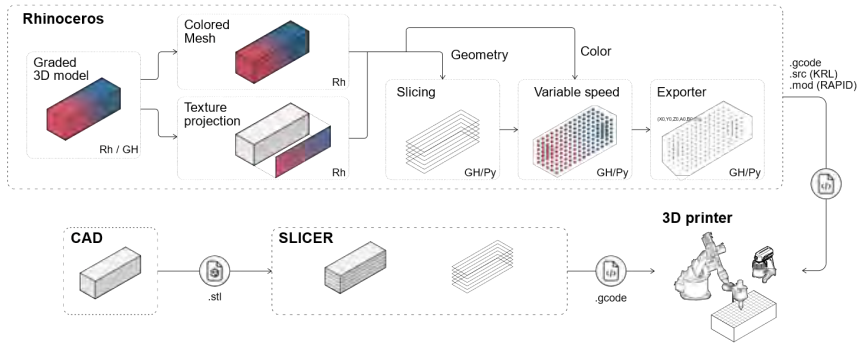 Rhinoceros
Graded
3D model
Rh / GH
Colored
Mesh
Rh
Texture
projection
Rh
Geometry
Color
Slicing
GH/Py
Variable speed
GH/Py
Exporter
GH/Py
.gcode
.src (KRL)
.mod (RAPID)
CAD
.stl
SLICER
.gcode
3D printer